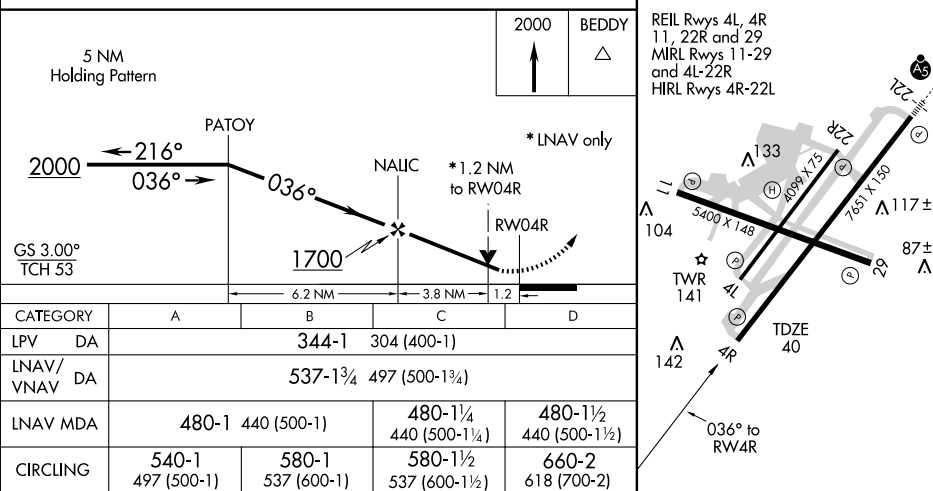 5 NM
Holding Pattern
2000
BEDDY
* LNAV only
PATOY
216°
2000
036°
036°
NALIC
*1.2 NM
to RW04R
RW04R
1700
GS 3.00°
TCH 53
6.2 NM
3.8 NM
1.2
CATEGORY A B C D
LPV DA 344-1 304 (400-1)
LNAV/
VNAV DA 537-1¾ 497 (500-1¾)
LNAV MDA 480-1 440 (500-1) 480-1¼ 440 (500-1¼) 480-1½ 440 (500-1½)
CIRCLING 540-1 497 (500-1) 580-1 537 (600-1) 580-1½ 537 (600-1½) 660-2 618 (700-2)
REIL Rwys 4L, 4R
11, 22R and 29
MIRL Rwys 11-29
and 4L-22R
HIRL Rwys 4R-22L
A5
22L
P
22R
133
P
4099 X 75
H
7651 X 150
P
11
5400 X 148
117 ±
104
87 ±
29
P
TWR
141
P
4L
P
TDZE
40
142
4R
036° to
RW4R